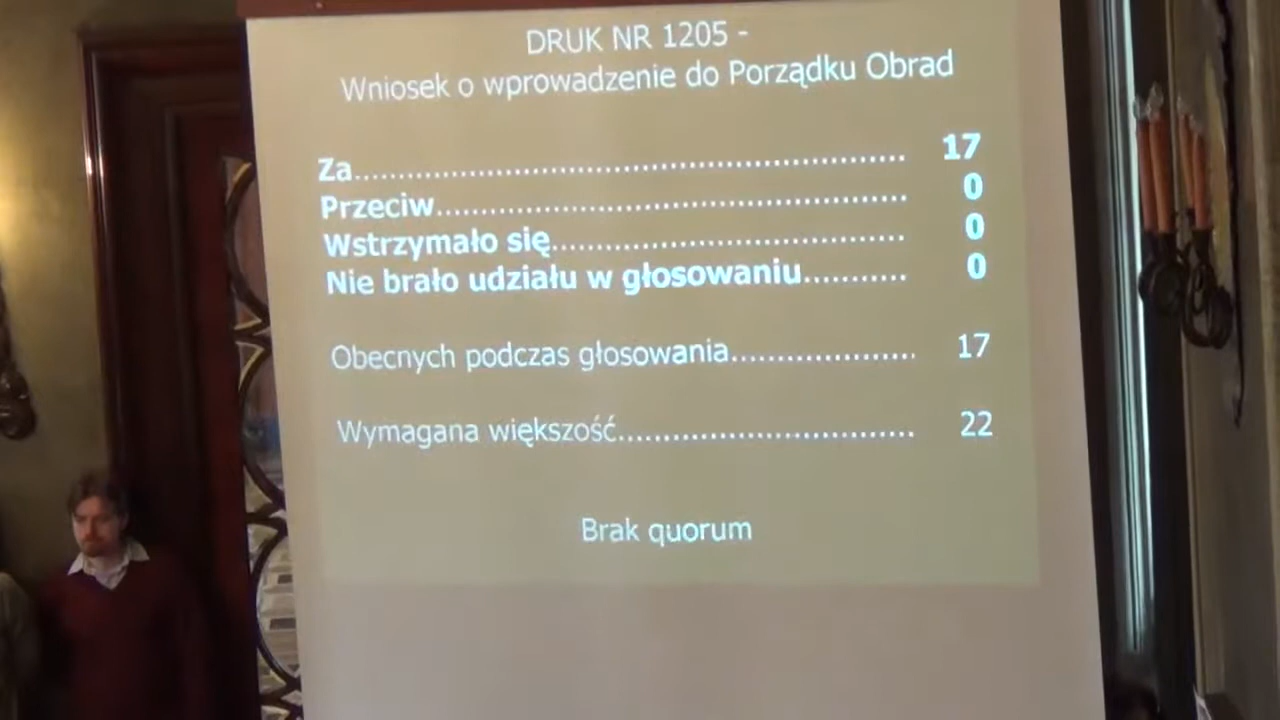 DRUK NR 1205 -
Wniosek o wprowadzenie do Porządku Obrad
Za.............................................................. 17
Przeciw..................................................... 0
Wstrzymało się........................................ 0
Nie brało udziału w głosowaniu............ 0
Obecnych podczas głosowania.................... 17
Wymagana większość................................. 22
Brak quorum